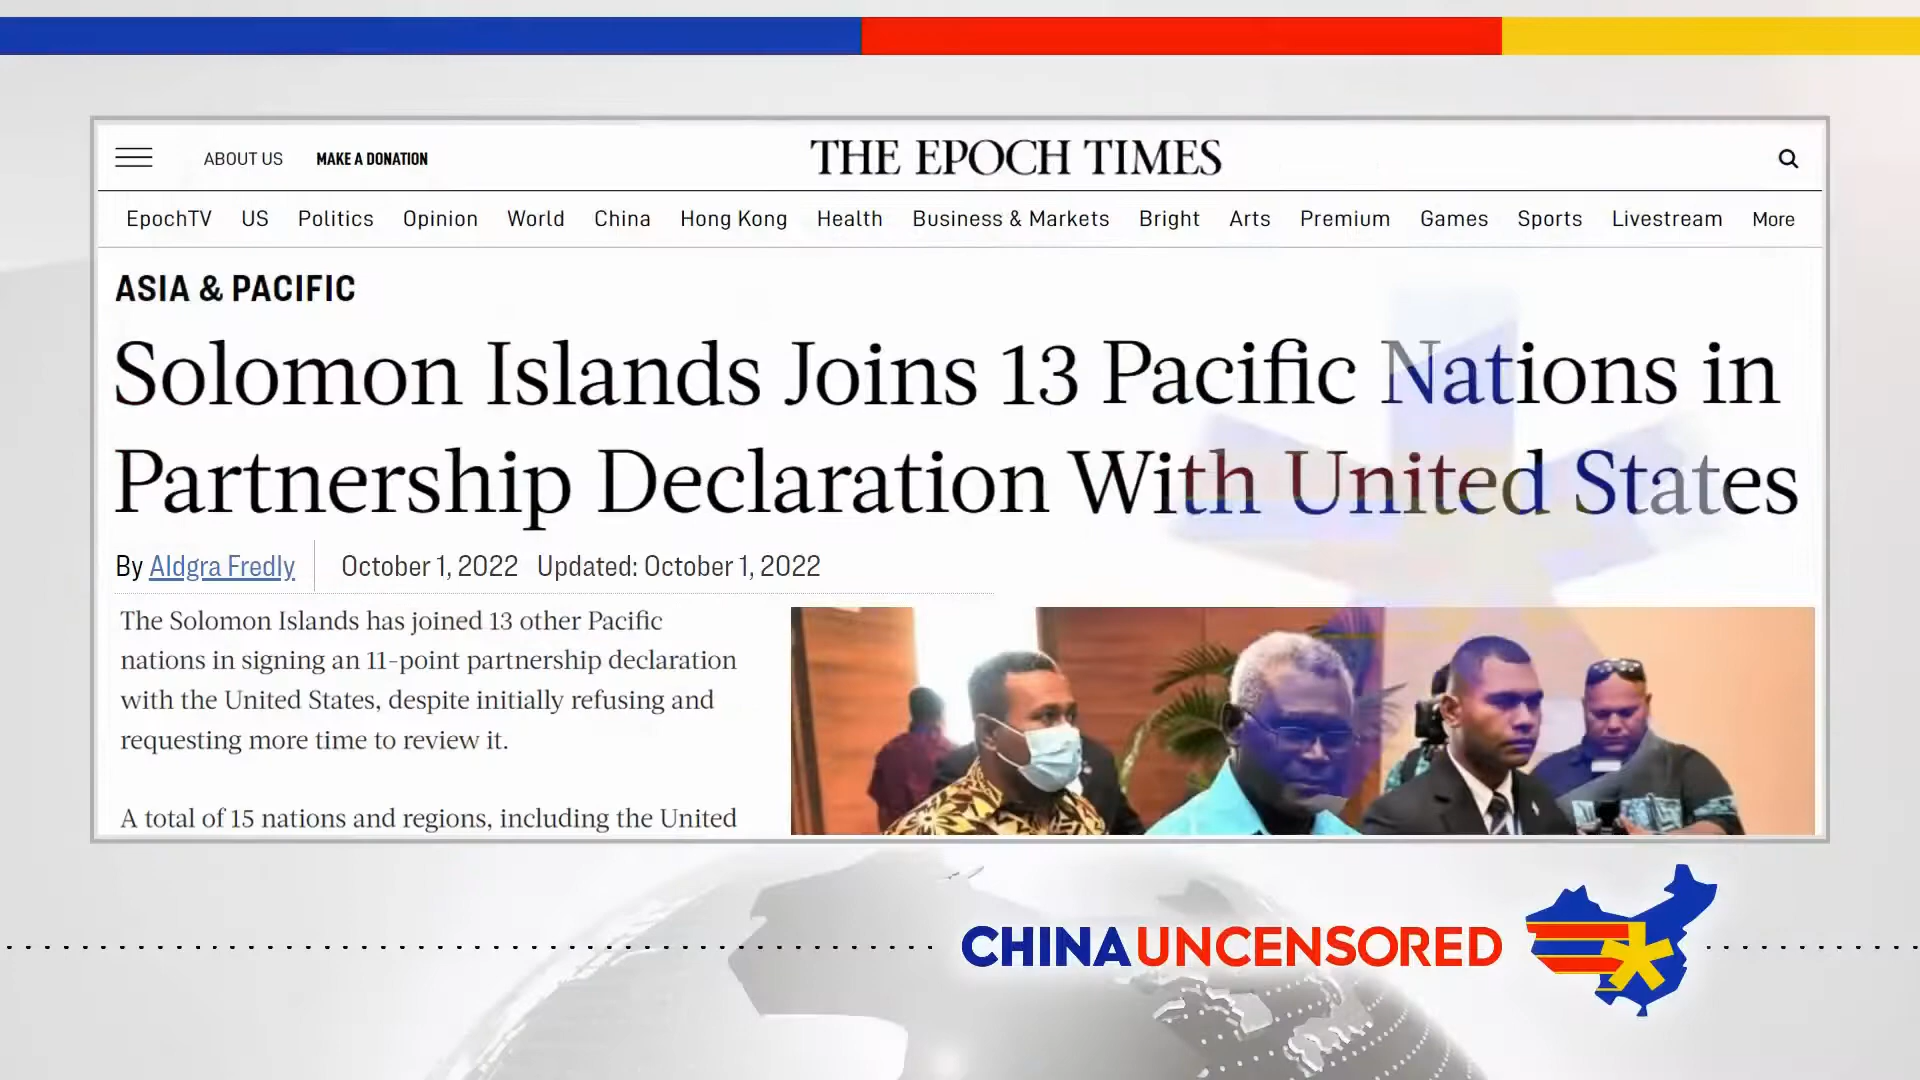 ABOUT US MAKE A DONATION THE EPOCH TIMES
EpochTV US Politics Opinion World China Hong Kong Health Business & Markets Bright Arts Premium Games Sports Livestream More
ASIA & PACIFIC
Solomon Islands Joins 13 Pacific Nations in
Partnership Declaration With United States
By Aldgra Fredly October 1, 2022 Updated: October 1, 2022
The Solomon Islands has joined 13 other Pacific
nations in signing an 11-point partnership declaration
with the United States, despite initially refusing and
requesting more time to review it.
A total of 15 nations and regions, including the United
CHINA UNCENSORED